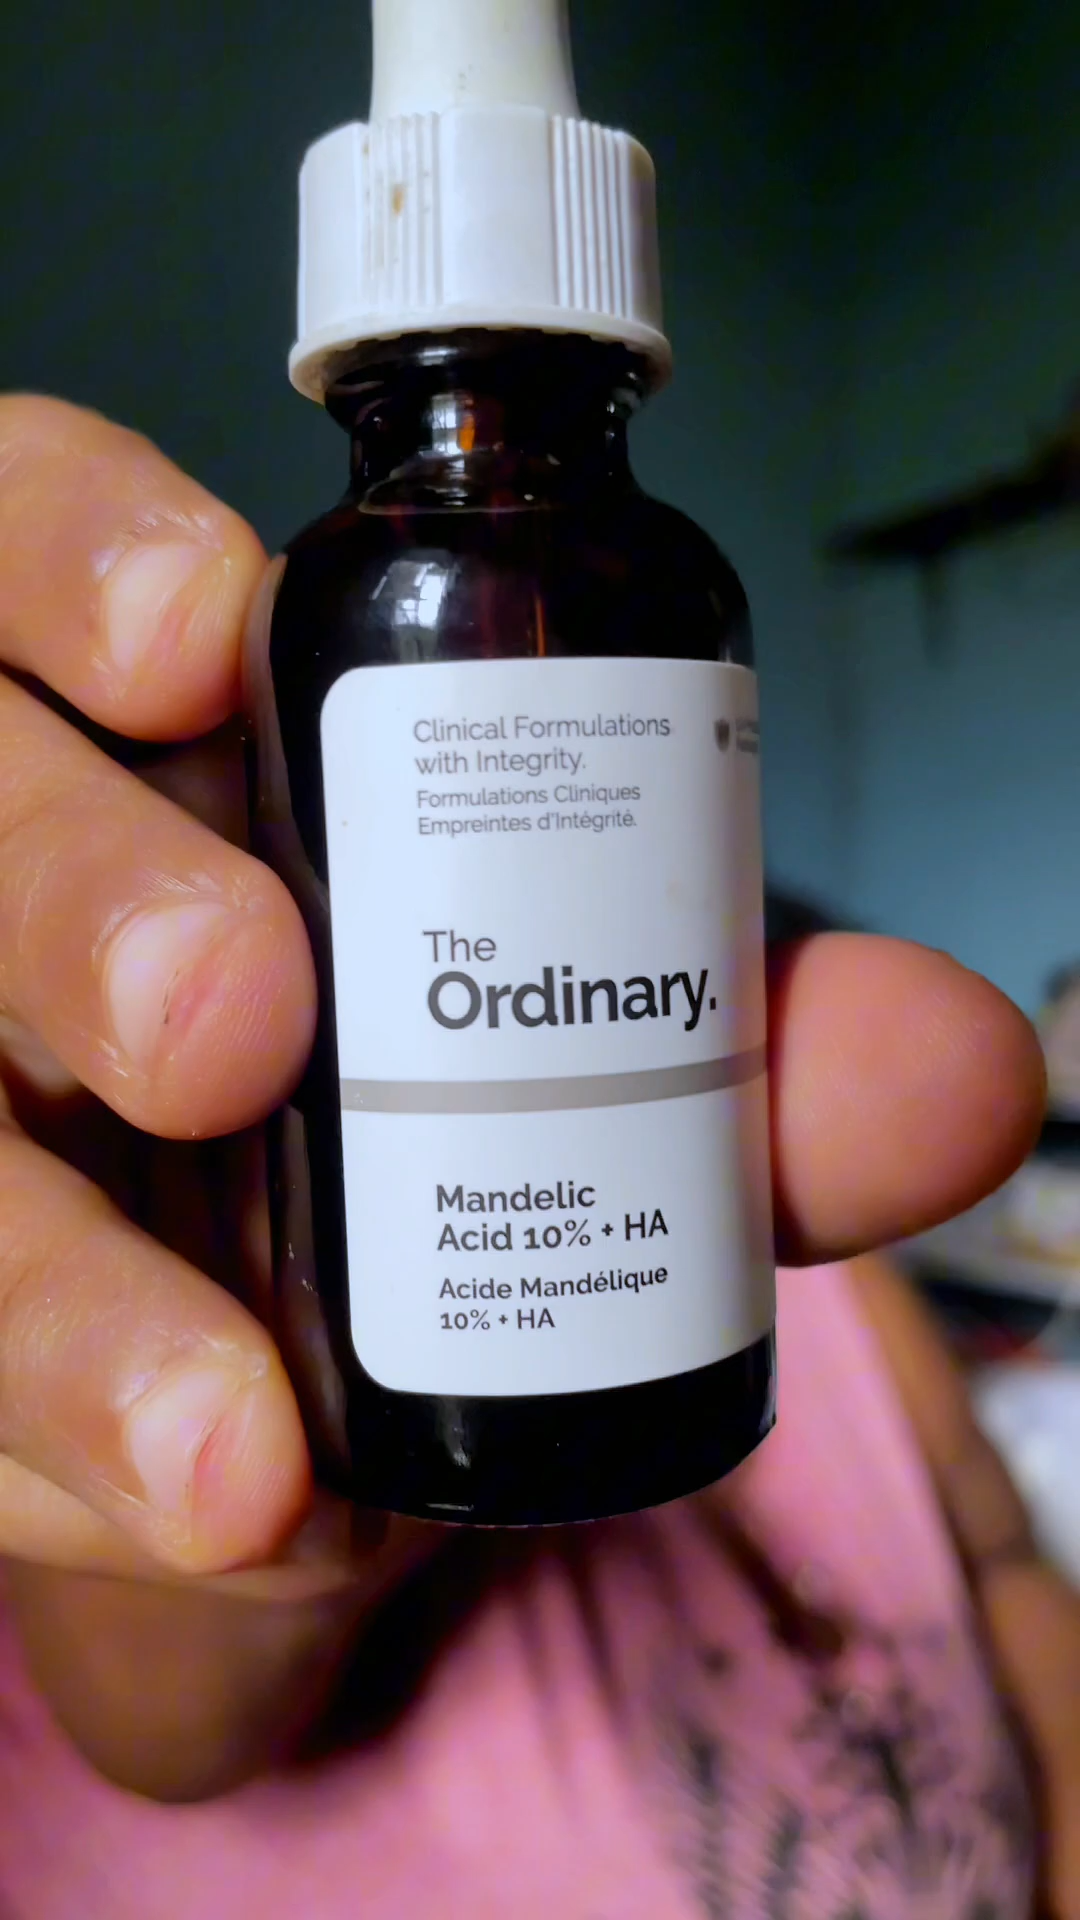 Clinical Formulations
with Integrity.
Formulations Cliniques
Empreintes d'Intégrité.
The
Ordinary.
Mandelic
Acid 10% + HA
Acide Mandélique
10% + HA